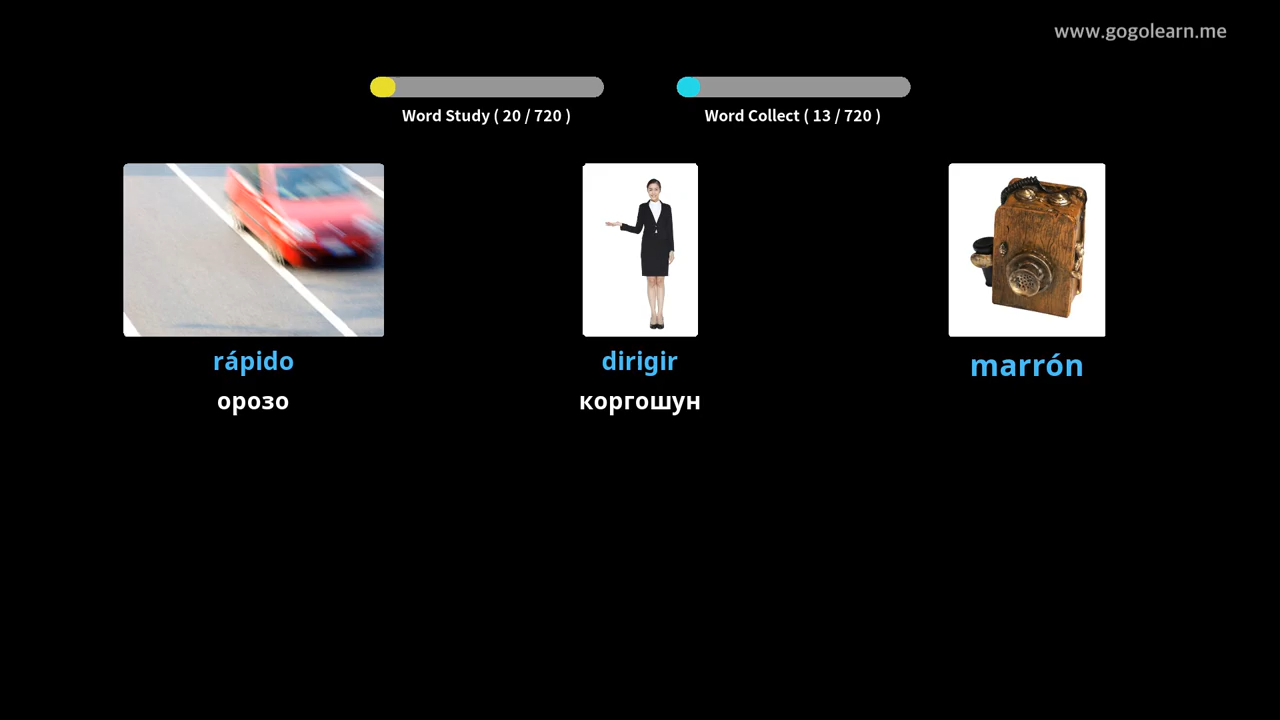 www.gogolearn.me
Word Study ( 20 / 720 )
Word Collect ( 13 / 720 )
rápido
орозо
dirigir
коргошун
marrón